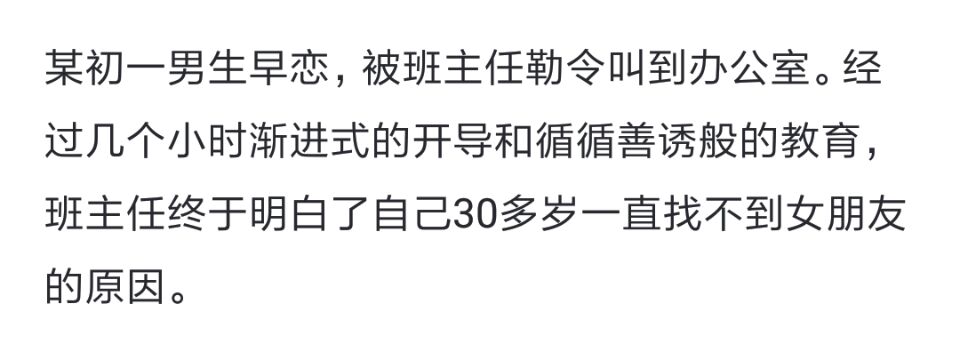 某初一男生早恋，被班主任勒令叫到办公室。经
过几个小时渐进式的开导和循循善诱般的教育，
班主任终于明白了自己30多岁一直找不到女朋友
的原因。